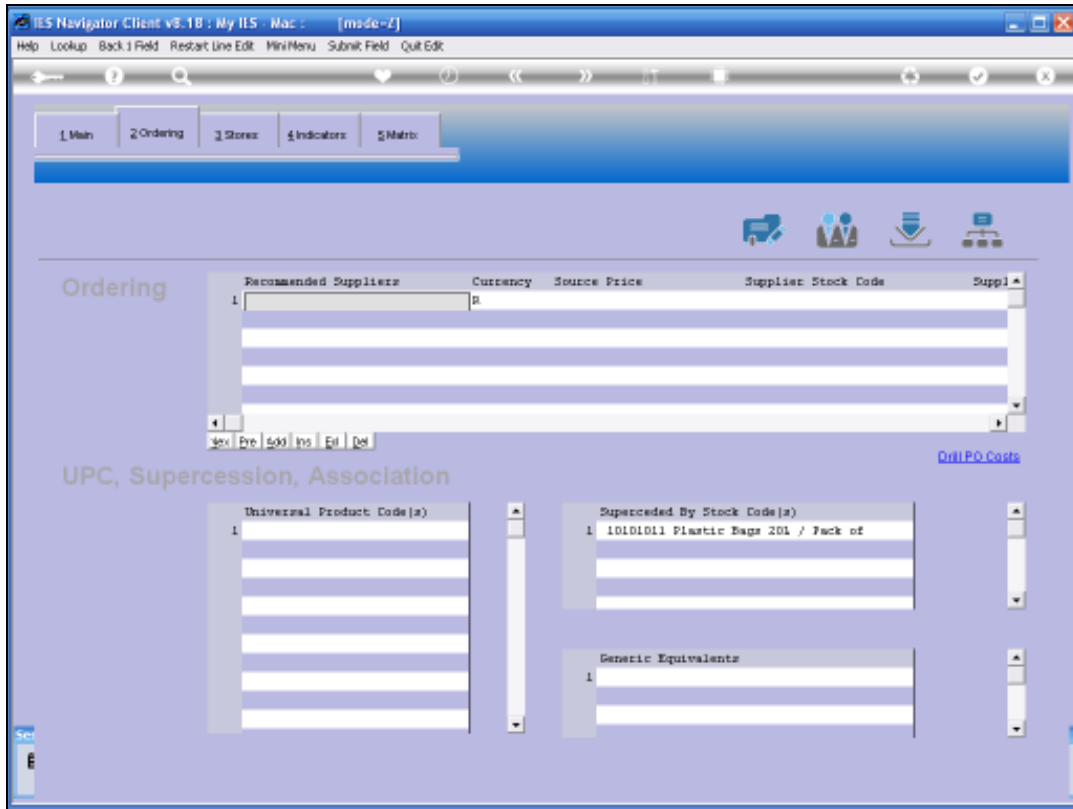 IES Navigator Client v8.1B : My IES - Mac : [mode=Z]
Help Lookup Back 1 Field Restart Line Edit MiniMenu Submit Field Quit Edit
1 Main 2 Ordering 3 Stores 4 Indicators 5 Matrix
Ordering
Recommended Suppliers Currency Source Price Supplier Stock Code Suppl
1 R
Nex Pre Add Ins Ext Del
Drill PO Costs
UPC, Supercession, Association
Universal Product Code(s)
1
Superceded By Stock Code(s)
1 10101011 Plastic Bags 20L / Pack of
Generic Equivalents
1
Ser